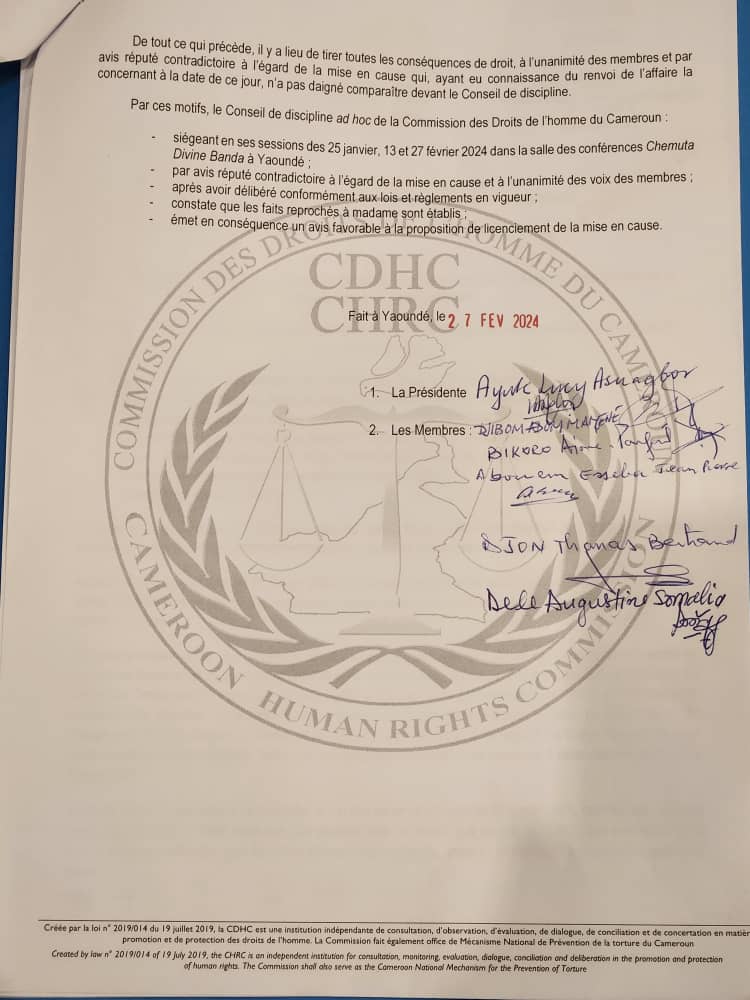 De tout ce qui précède, il y a lieu de tirer toutes les conséquences de droit, à l'unanimité des membres et par
avis réputé contradictoire à l'égard de la mise en cause qui, ayant eu connaissance du renvoi de l'affaire la
concernant à la date de ce jour, n'a pas daigné comparaître devant le Conseil de discipline.
Par ces motifs, le Conseil de discipline ad hoc de la Commission des Droits de l'homme du Cameroun :
- siégeant en ses sessions des 25 janvier, 13 et 27 février 2024 dans la salle des conférences Chemuta
Divine Banda à Yaoundé ;
- par avis réputé contradictoire à l'égard de la mise en cause et à l'unanimité des voix des membres ;
- après avoir délibéré conformément aux lois et règlements en vigueur ;
- constate que les faits reprochés à madame sont établis ;
- émet en conséquence un avis favorable à la proposition de licenciement de la mise en cause.
COMMISSION DES DROITS DE L'HOMME DU CAMEROUN
CDHC
CHRC
Fait à Yaoundé, le 27 FEV 2024
1. La Présidente Ayuk Lucy Asuagbor
2. Les Membres :
BIKORO
Abouem Esseba Jean Pierre
DJON Thomas Bertrand
Dele Augustine Somalio
CAMEROON HUMAN RIGHTS COMMISSION
Créée par la loi n° 2019/014 du 19 juillet 2019, la CDHC est une institution indépendante de consultation, d'observation, d'évaluation, de dialogue, de conciliation et de concertation en matière
promotion et de protection des droits de l'homme. La Commission fait également office de Mécanisme National de Prévention de la torture du Cameroun
Created by law n° 2019/014 of 19 July 2019, the CHRC is an independent institution for consultation, monitoring, evaluation, dialogue, conciliation and deliberation in the promotion and protection
of human rights. The Commission shall also serve as the Cameroon National Mechanism for the Prevention of Torture